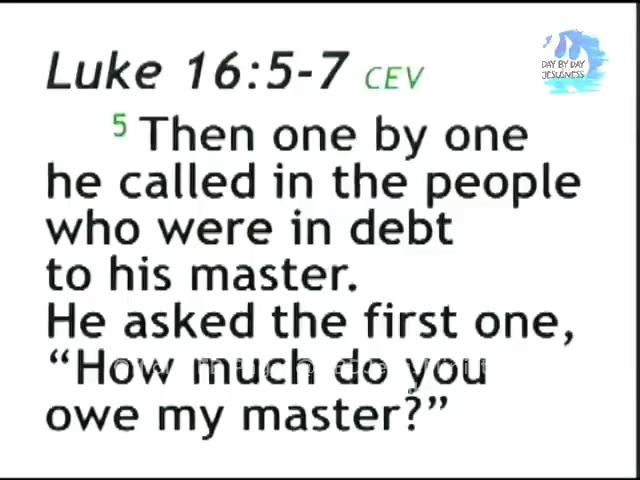 Luke 16:5-7 CEV
DAY BY DAY
JESUSNESS
5 Then one by one
he called in the people
who were in debt
to his master.
He asked the first one,
“How much do you
owe my master?”